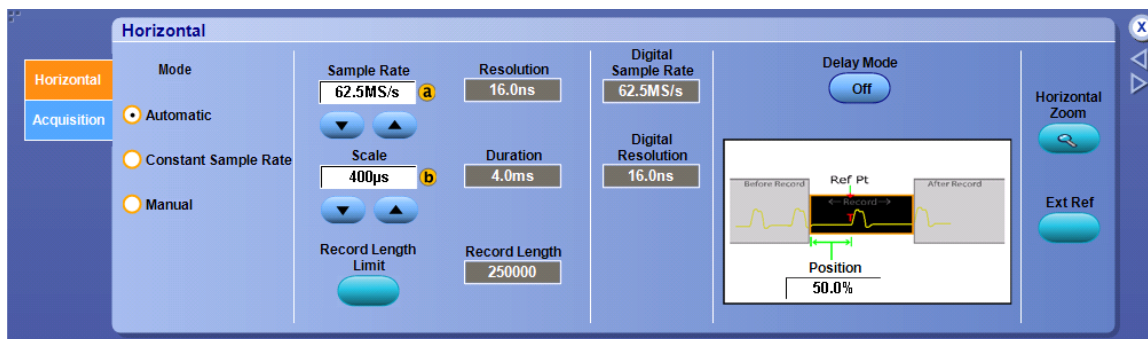 Horizontal
X
Horizontal
Acquisition
Mode
Automatic
Constant Sample Rate
Manual
Sample Rate
62.5MS/s
a
Scale
400µs
b
Record Length
Limit
Resolution
16.0ns
Duration
4.0ms
Record Length
250000
Digital
Sample Rate
62.5MS/s
Digital
Resolution
16.0ns
Delay Mode
Off
Before Record
Ref Pt
After Record
Record
T
Position
50.0%
Horizontal
Zoom
Ext Ref